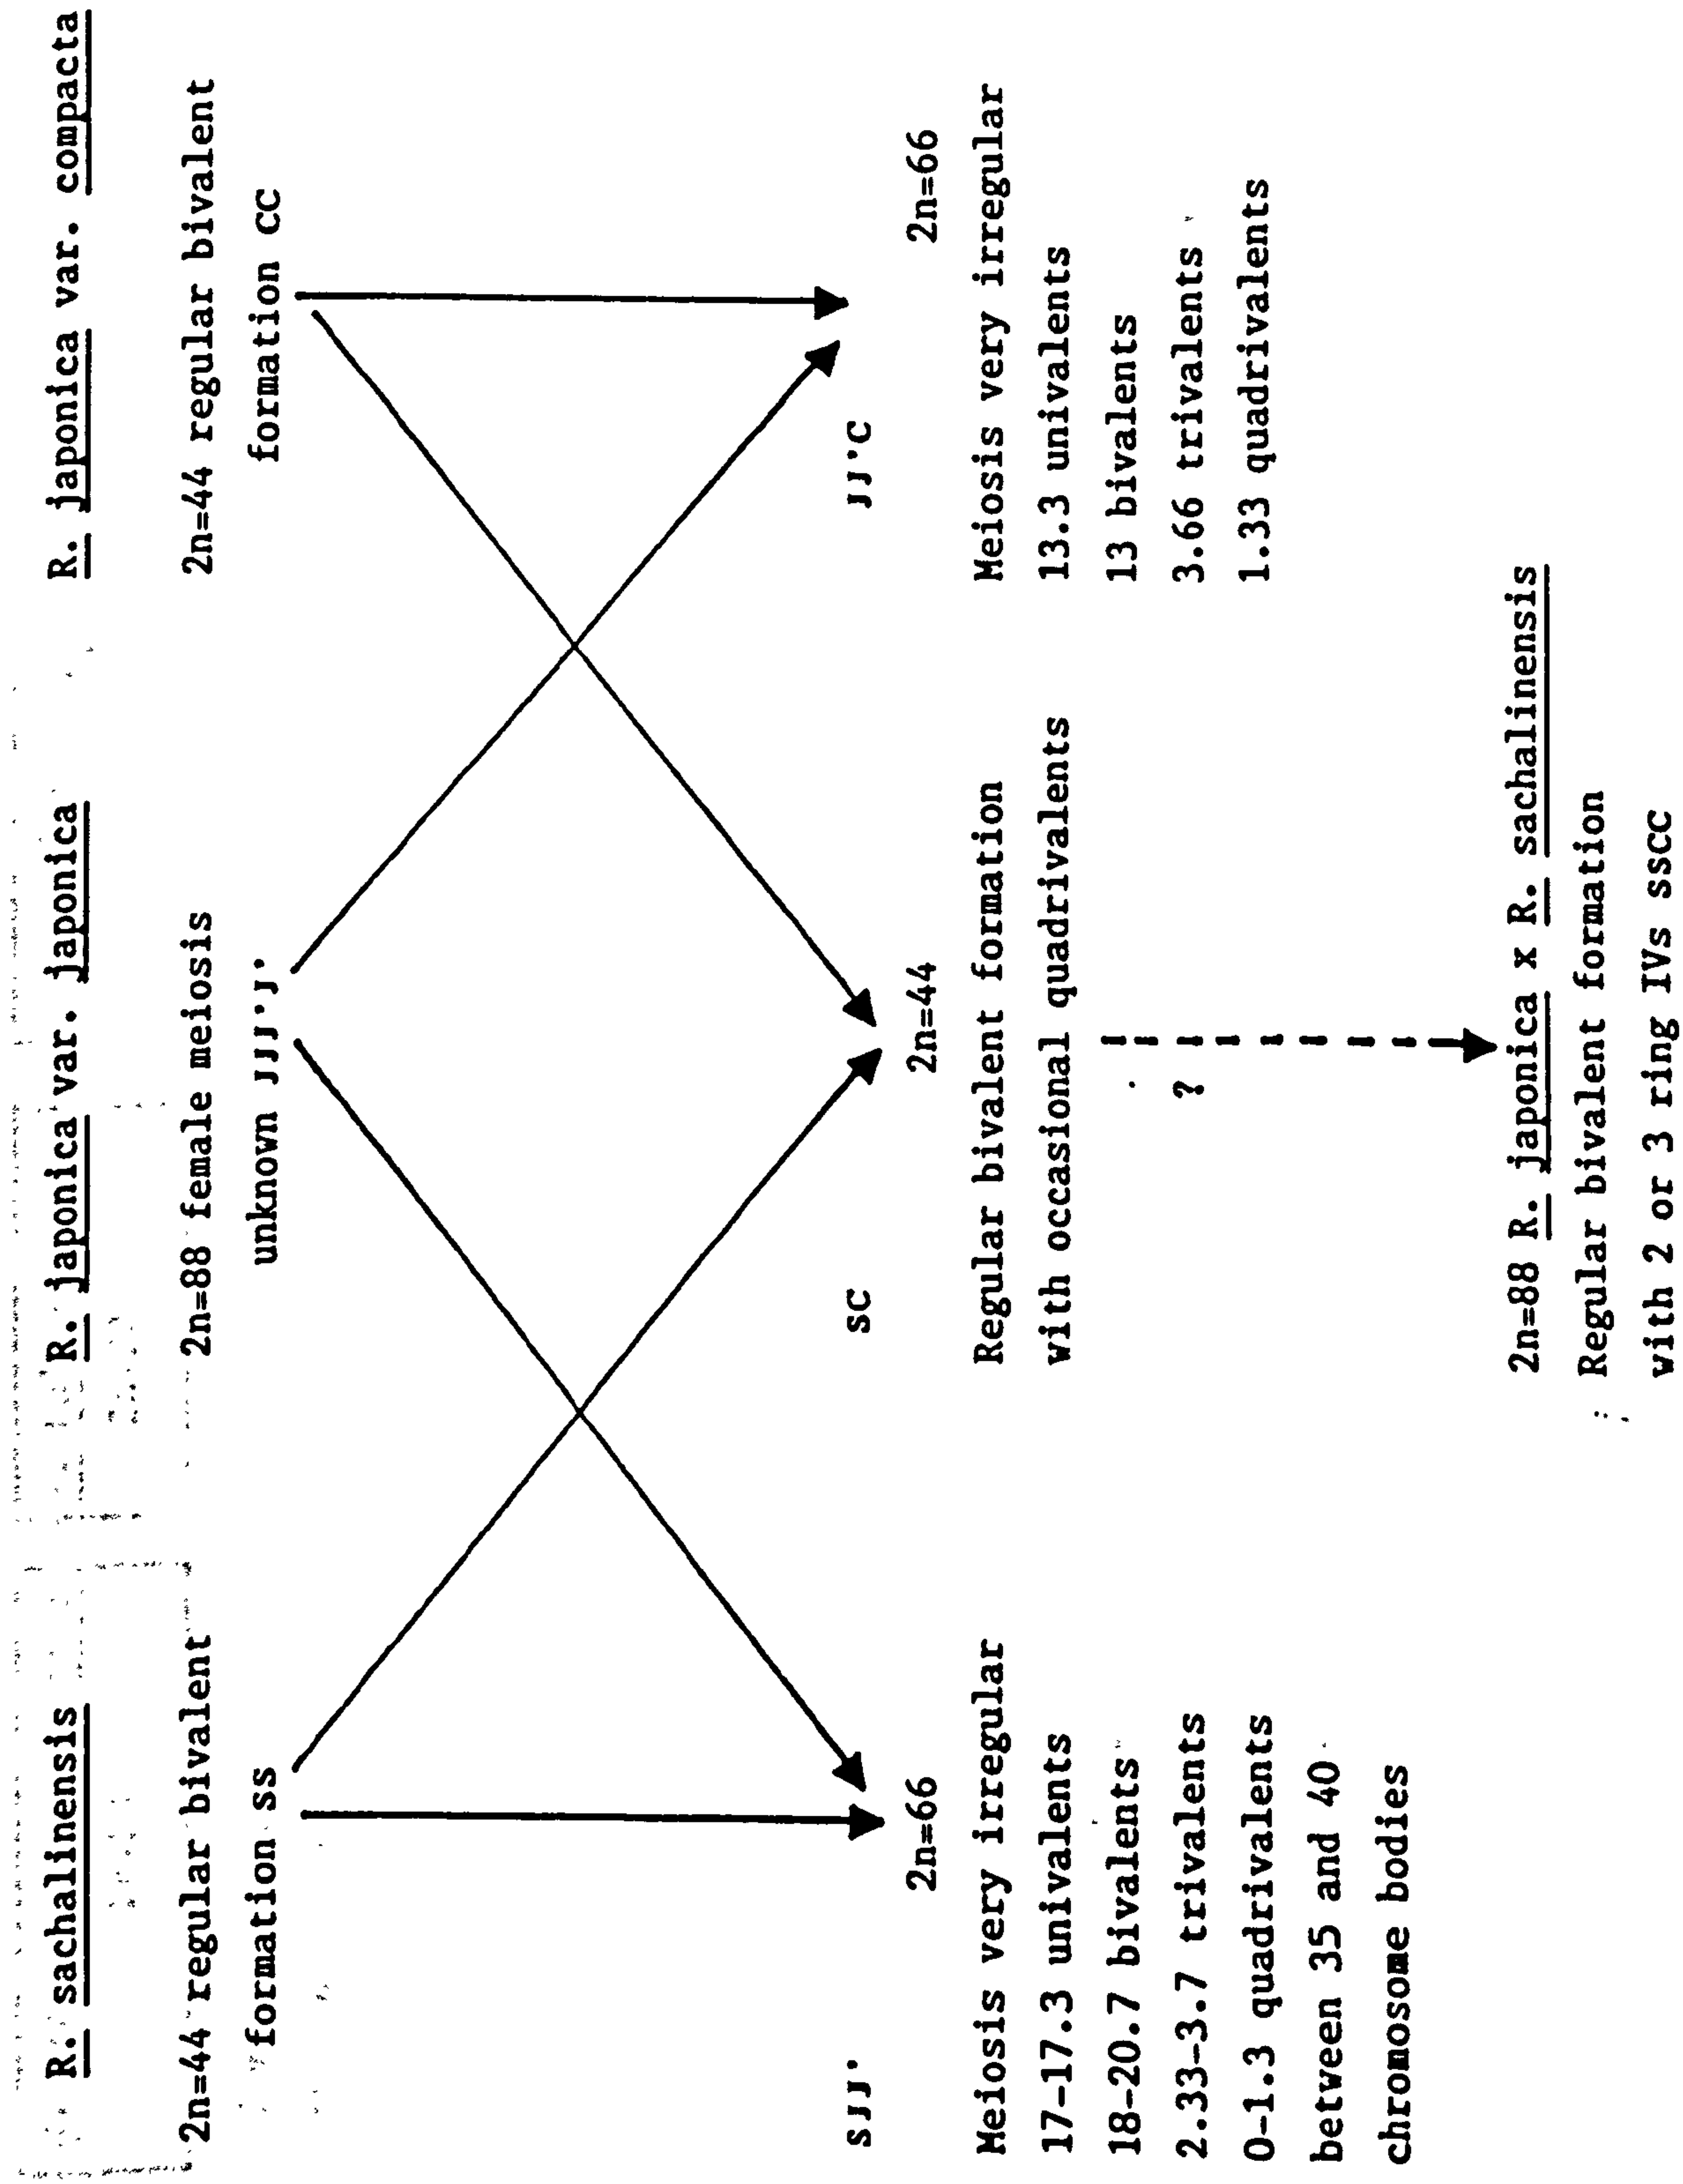 R. sachalinensis
2n=44 regular bivalent
formation SS
R. japonica var. japonica
2n=88 female meiosis
unknown JJJ'J'
R. japonica var. compacta
2n=44 regular bivalent
formation CC
SJJ'
2n=66
Meiosis very irregular
17-17.3 univalents
18-20.7 bivalents
2.33-3.7 trivalents
0-1.3 quadrivalents
between 35 and 40
chromosome bodies
SC
2n=44
Regular bivalent formation
with occasional quadrivalents
?
2n=88 R. japonica x R. sachalinensis
Regular bivalent formation
with 2 or 3 ring IVs SSCC
JJ'C
2n=66
Meiosis very irregular
13.3 univalents
13 bivalents
3.66 trivalents
1.33 quadrivalents